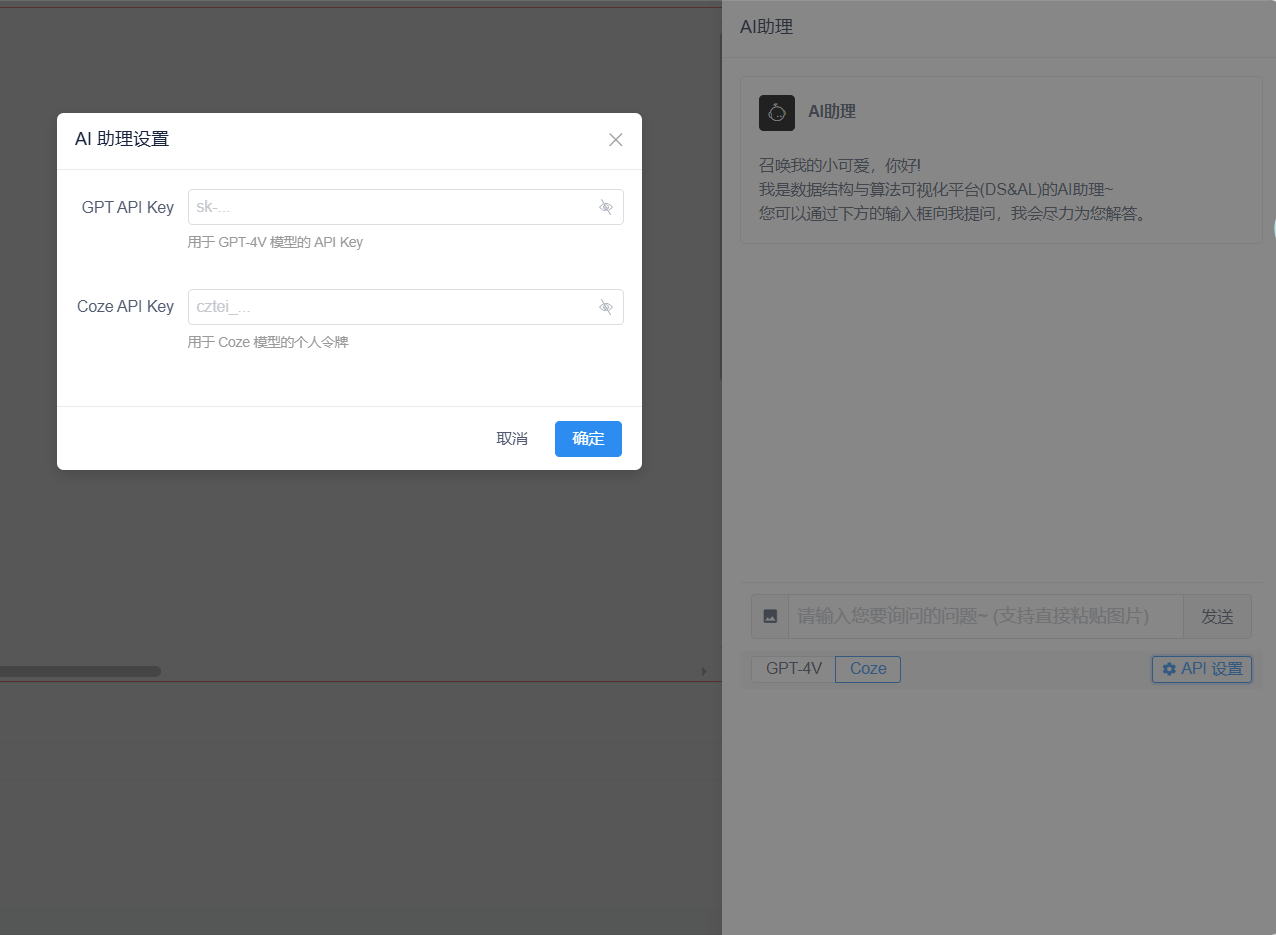 AI助理
AI助理
召唤我的小可爱，你好!
我是数据结构与算法可视化平台(DS&AL)的AI助理~
您可以通过下方的输入框向我提问，我会尽力为您解答。
AI 助理设置
GPT API Key
sk-...
用于 GPT-4V 模型的 API Key
Coze API Key
cztei_...
用于 Coze 模型的个人令牌
取消
确定
请输入您要询问的问题~ (支持直接粘贴图片)
发送
GPT-4V
Coze
API 设置